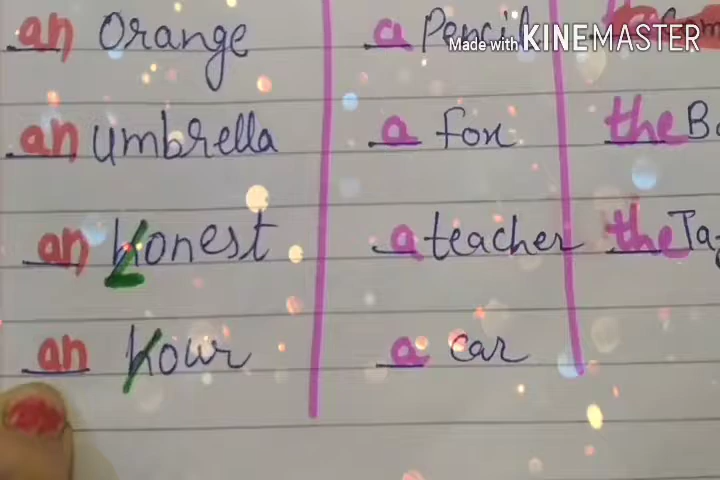 an Orange
an umbrella
an honest
an hour
a Pencil
a fox
a teacher
a car
the
the
Made with KINEMASTER